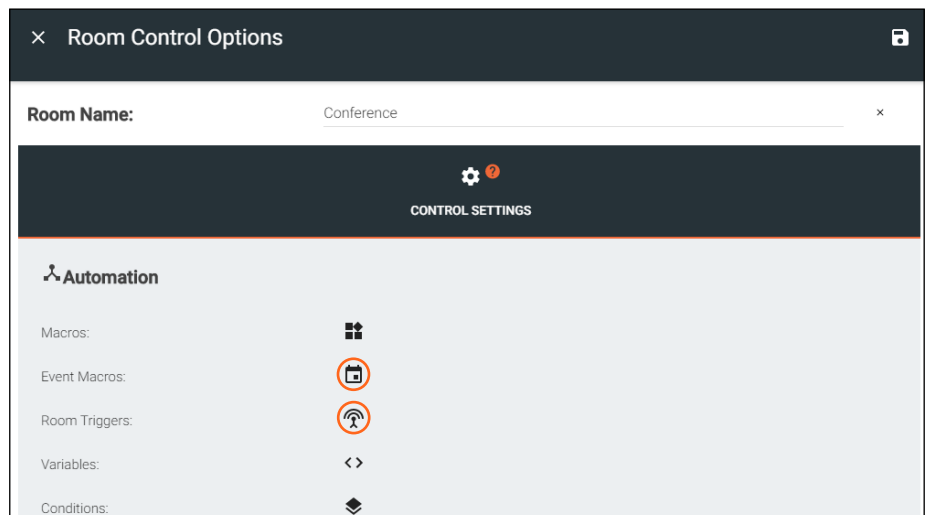 Room Control Options
Room Name: Conference
?
CONTROL SETTINGS
Automation
Macros:
Event Macros:
Room Triggers:
Variables:
Conditions: